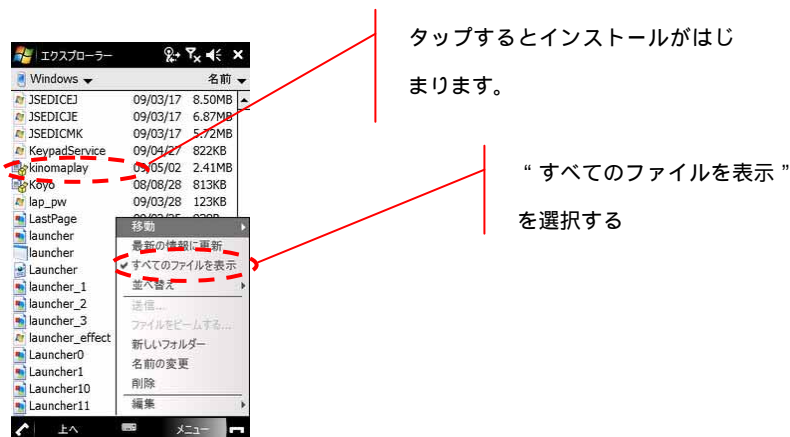 タップするとインストールがはじ
まります。
エクスプローラー
Windows 名前
JSEDICEJ 09/03/17 8.50MB
JSEDICJE 09/03/17 6.87MB
JSEDICMK 09/03/17 5.72MB
KeypadService 09/04/27 822KB
kinomaplay 09/05/02 2.41MB
Koyo 08/08/28 813KB
lap_pw 09/03/28 123KB
LastPage
launcher
launcher
Launcher
launcher_1
launcher_2
launcher_3
launcher_effect
Launcher0
Launcher1
Launcher10
Launcher11
移動
最新の情報に更新
すべてのファイルを表示
並べ替え
送信...
ファイルをビームする...
新しいフォルダー
名前の変更
削除
編集
上へ メニュー
“すべてのファイルを表示”
を選択する